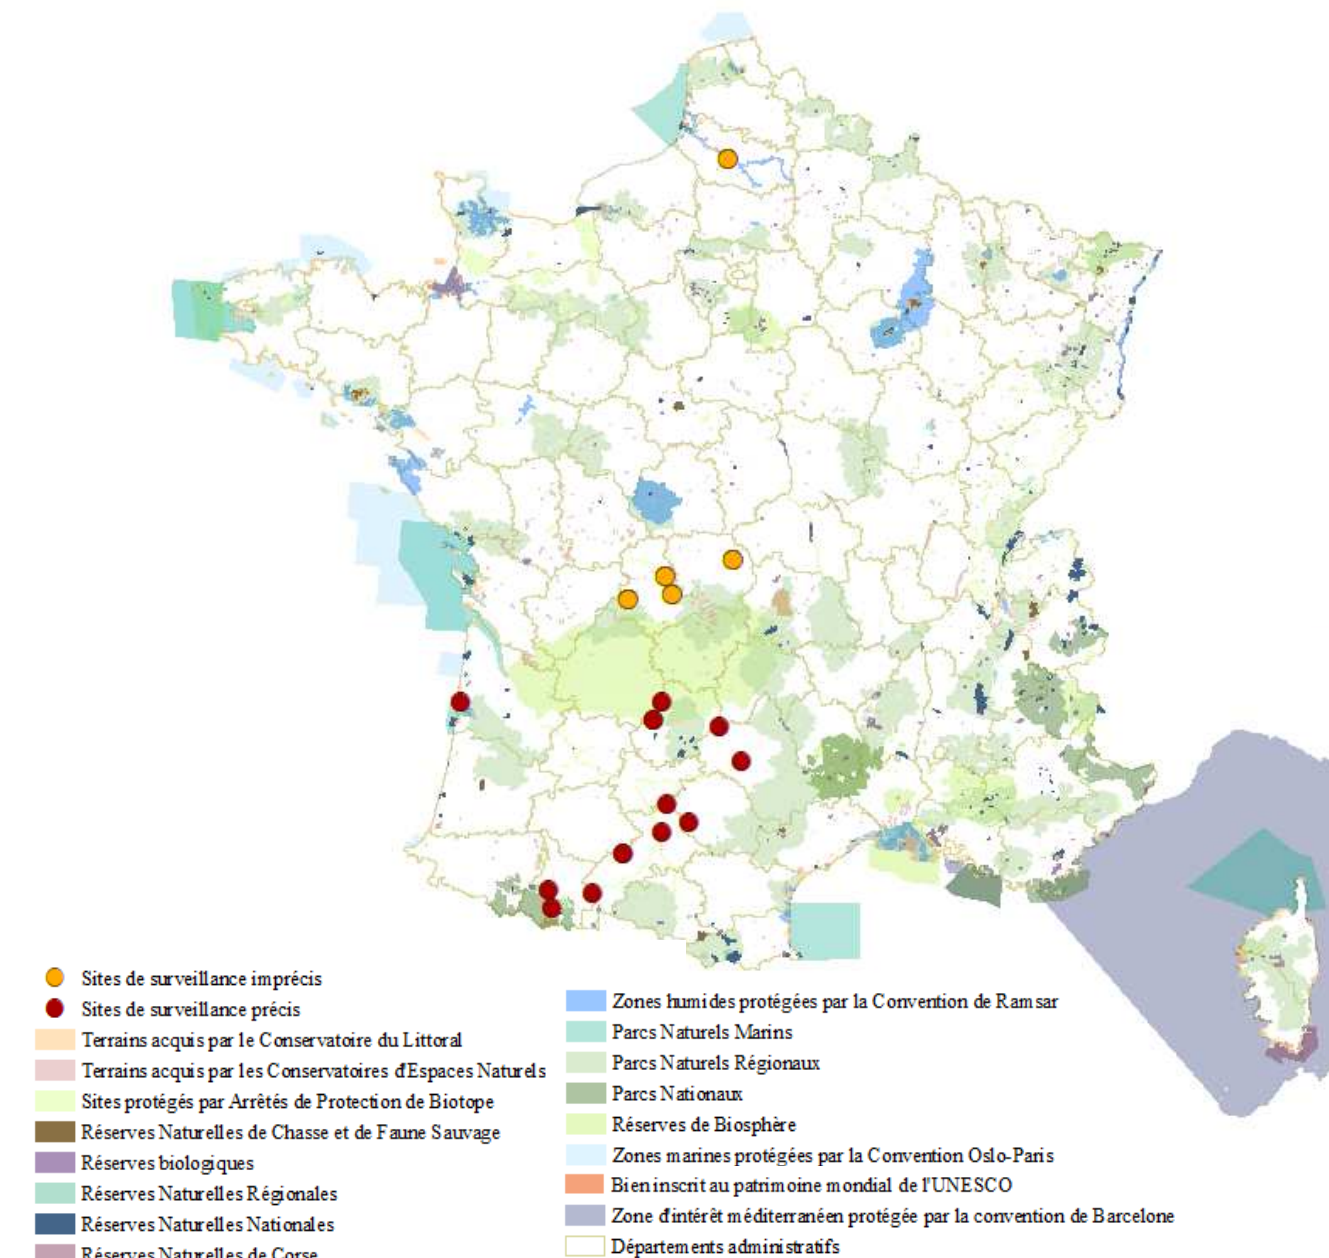 Sites de surveillance imprécis
Sites de surveillance précis
Terrains acquis par le Conservatoire du Littoral
Terrains acquis par les Conservatoires d'Espaces Naturels
Sites protégés par Arrêtés de Protection de Biotope
Réserves Naturelles de Chasse et de Faune Sauvage
Réserves biologiques
Réserves Naturelles Régionales
Réserves Naturelles Nationales
Réserves Naturelles de Corse
Zones humides protégées par la Convention de Ramsar
Parcs Naturels Marins
Parcs Naturels Régionaux
Parcs Nationaux
Réserves de Biosphère
Zones marines protégées par la Convention Oslo-Paris
Bien inscrit au patrimoine mondial de l'UNESCO
Zone d'intérêt méditerranéen protégée par la convention de Barcelone
Départements administratifs